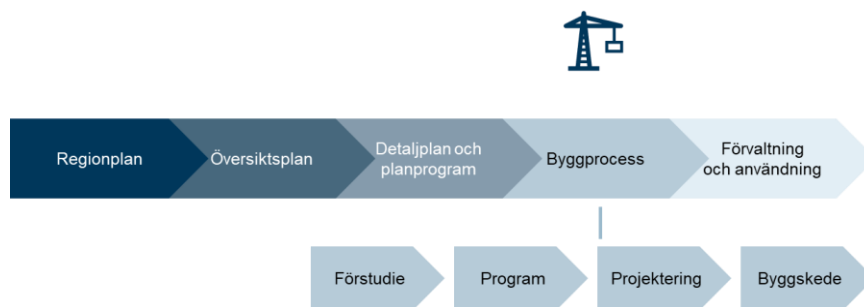 Regionplan
Översiktsplan
Detaljplan och
planprogram
Byggprocess
Förvaltning
och användning
Förstudie
Program
Projektering
Byggskede